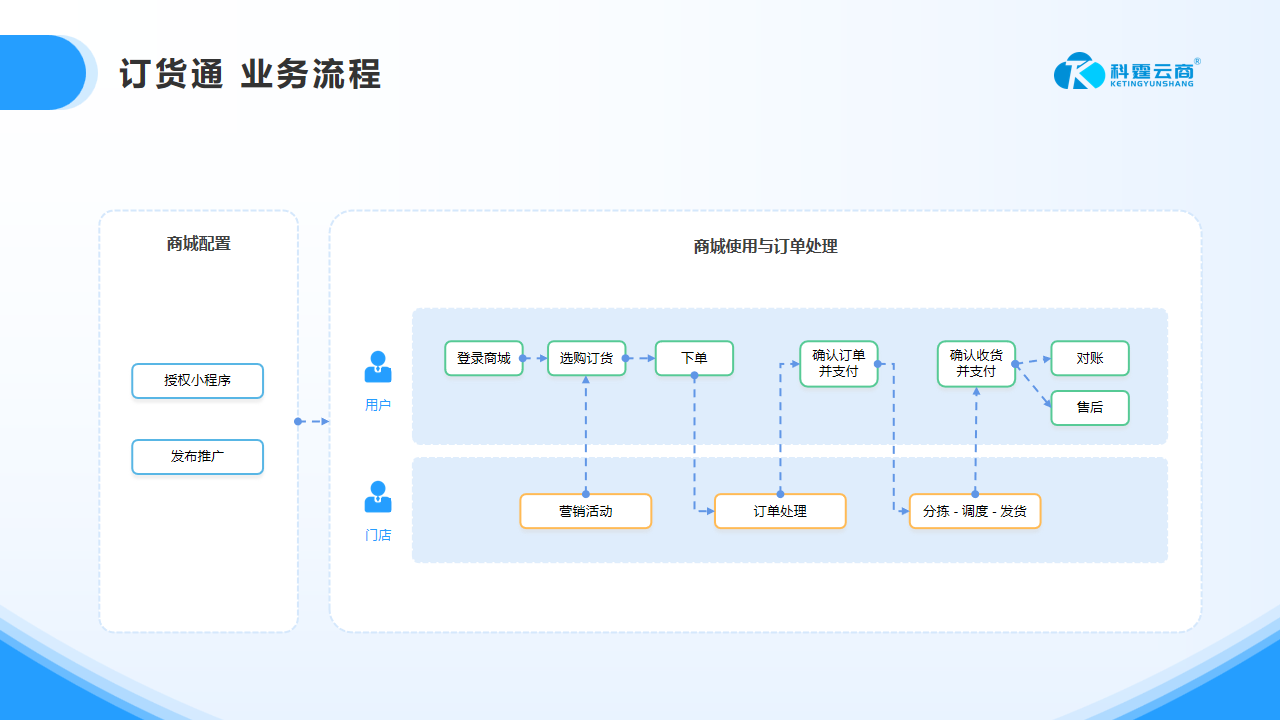 订货通 业务流程
科霆云商®
KETINGYUNSHANG
商城配置
授权小程序
发布推广
商城使用与订单处理
用户
登录商城
选购订货
下单
确认订单
并支付
确认收货
并支付
对账
售后
门店
营销活动
订单处理
分拣 - 调度 - 发货